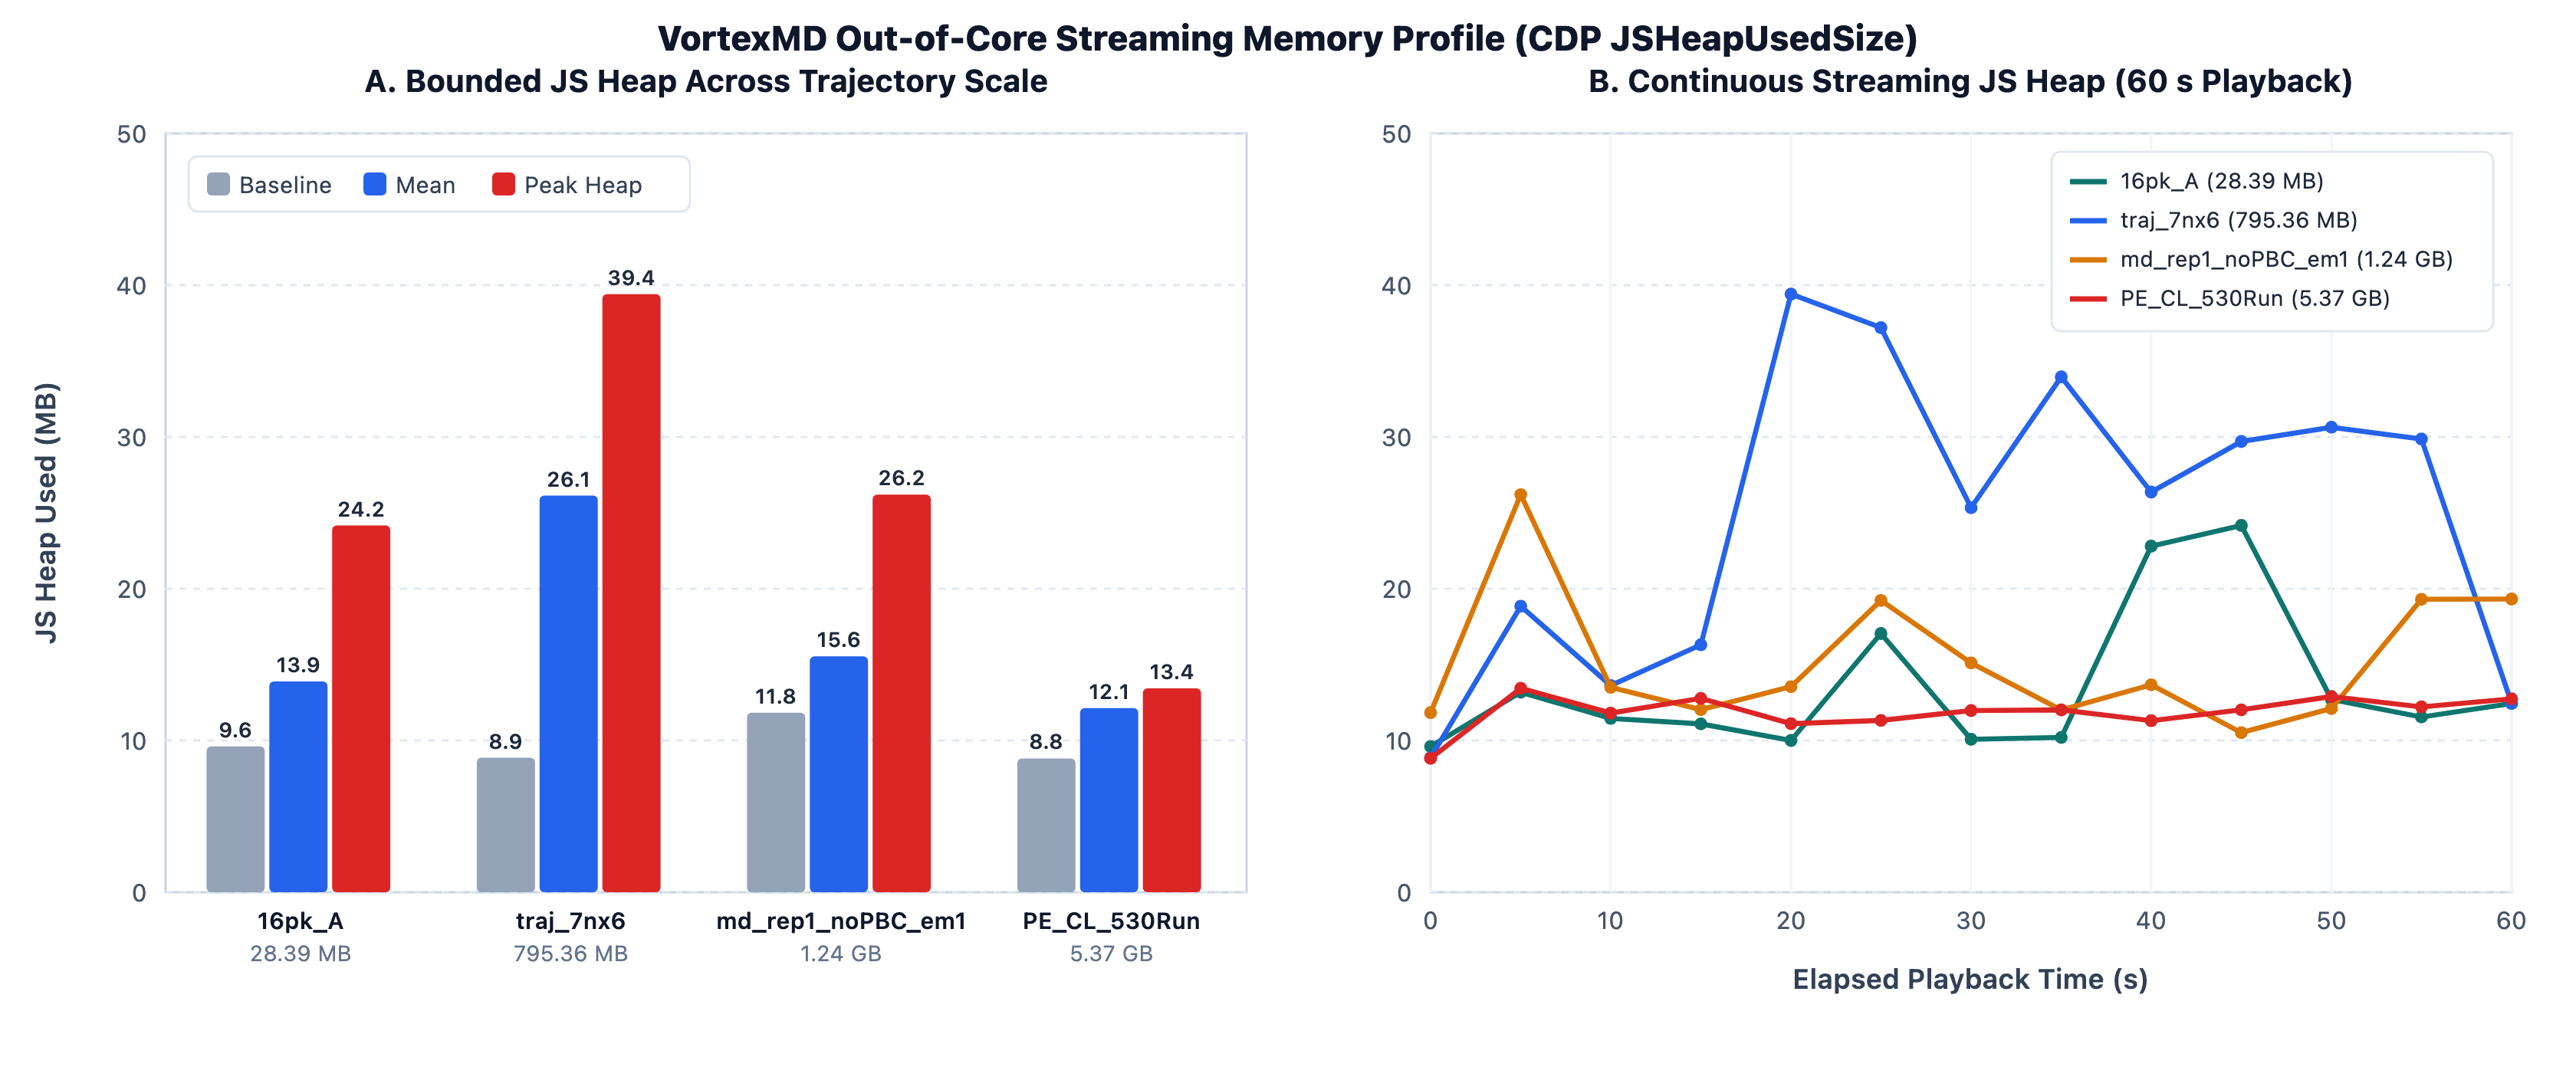 VortexMD Out-of-Core Streaming Memory Profile (CDP JSHeapUsedSize)
A. Bounded JS Heap Across Trajectory Scale
JS Heap Used (MB)
50
40
30
20
10
0
Baseline Mean Peak Heap
9.6 13.9 24.2
8.9 26.1 39.4
11.8 15.6 26.2
8.8 12.1 13.4
16pk_A traj_7nx6 md_rep1_noPBC_em1 PE_CL_530Run
28.39 MB 795.36 MB 1.24 GB 5.37 GB
B. Continuous Streaming JS Heap (60 s Playback)
50
40
30
20
10
0
16pk_A (28.39 MB)
traj_7nx6 (795.36 MB)
md_rep1_noPBC_em1 (1.24 GB)
PE_CL_530Run (5.37 GB)
0 10 20 30 40 50 60
Elapsed Playback Time (s)